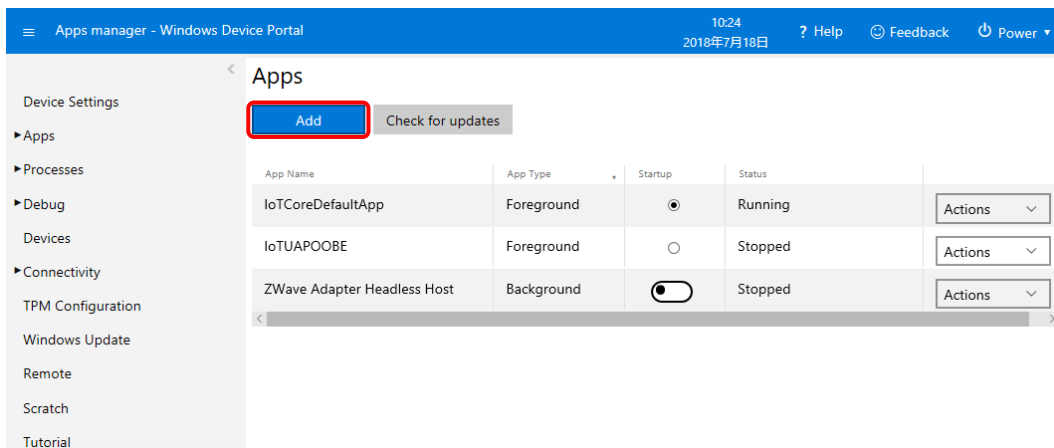 Apps manager - Windows Device Portal
10:24
2018年7月18日
? Help
Feedback
Power
Device Settings
Apps
Processes
Debug
Devices
Connectivity
TPM Configuration
Windows Update
Remote
Scratch
Tutorial
Apps
Add
Check for updates
App Name App Type Startup Status
IoTCoreDefaultApp Foreground Running Actions
IoTUAPOOBE Foreground Stopped Actions
ZWave Adapter Headless Host Background Stopped Actions